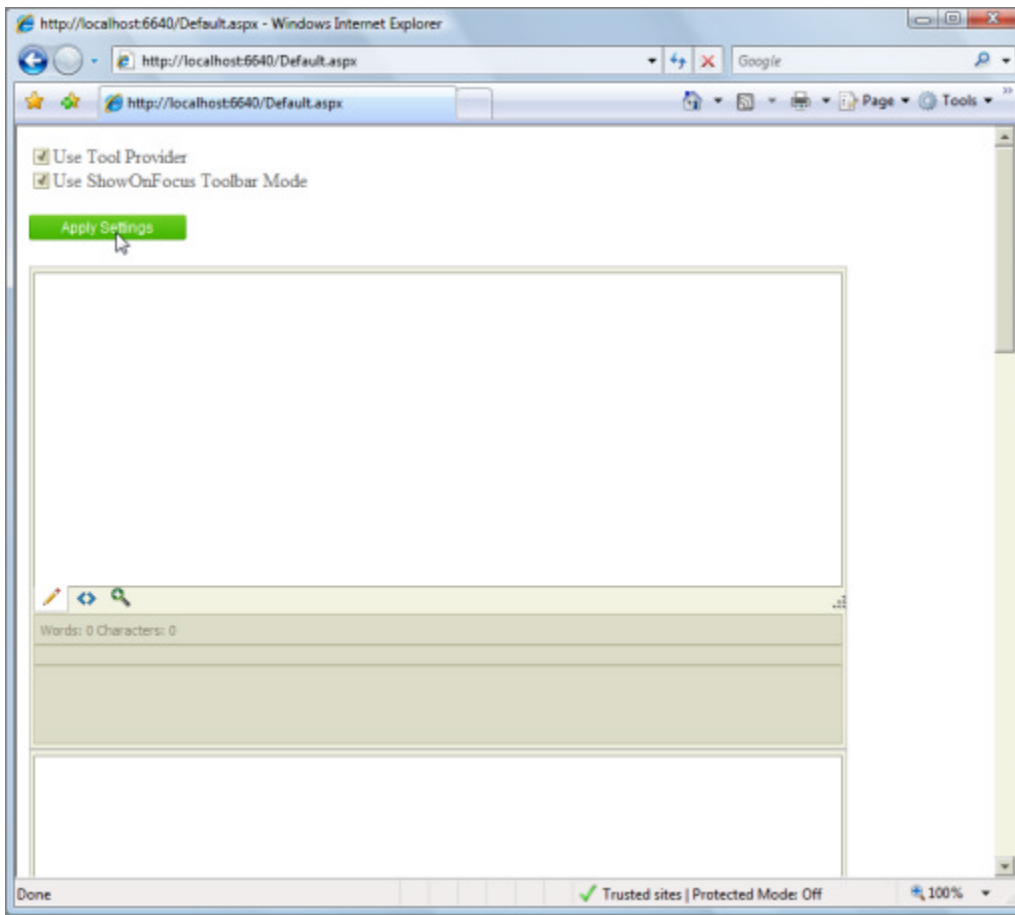 http://localhost:6640/Default.aspx - Windows Internet Explorer
http://localhost:6640/Default.aspx Google
http://localhost:6640/Default.aspx Page Tools
Use Tool Provider
Use ShowOnFocus Toolbar Mode
Apply Settings
Words: 0 Characters: 0
Done Trusted sites | Protected Mode: Off 100%